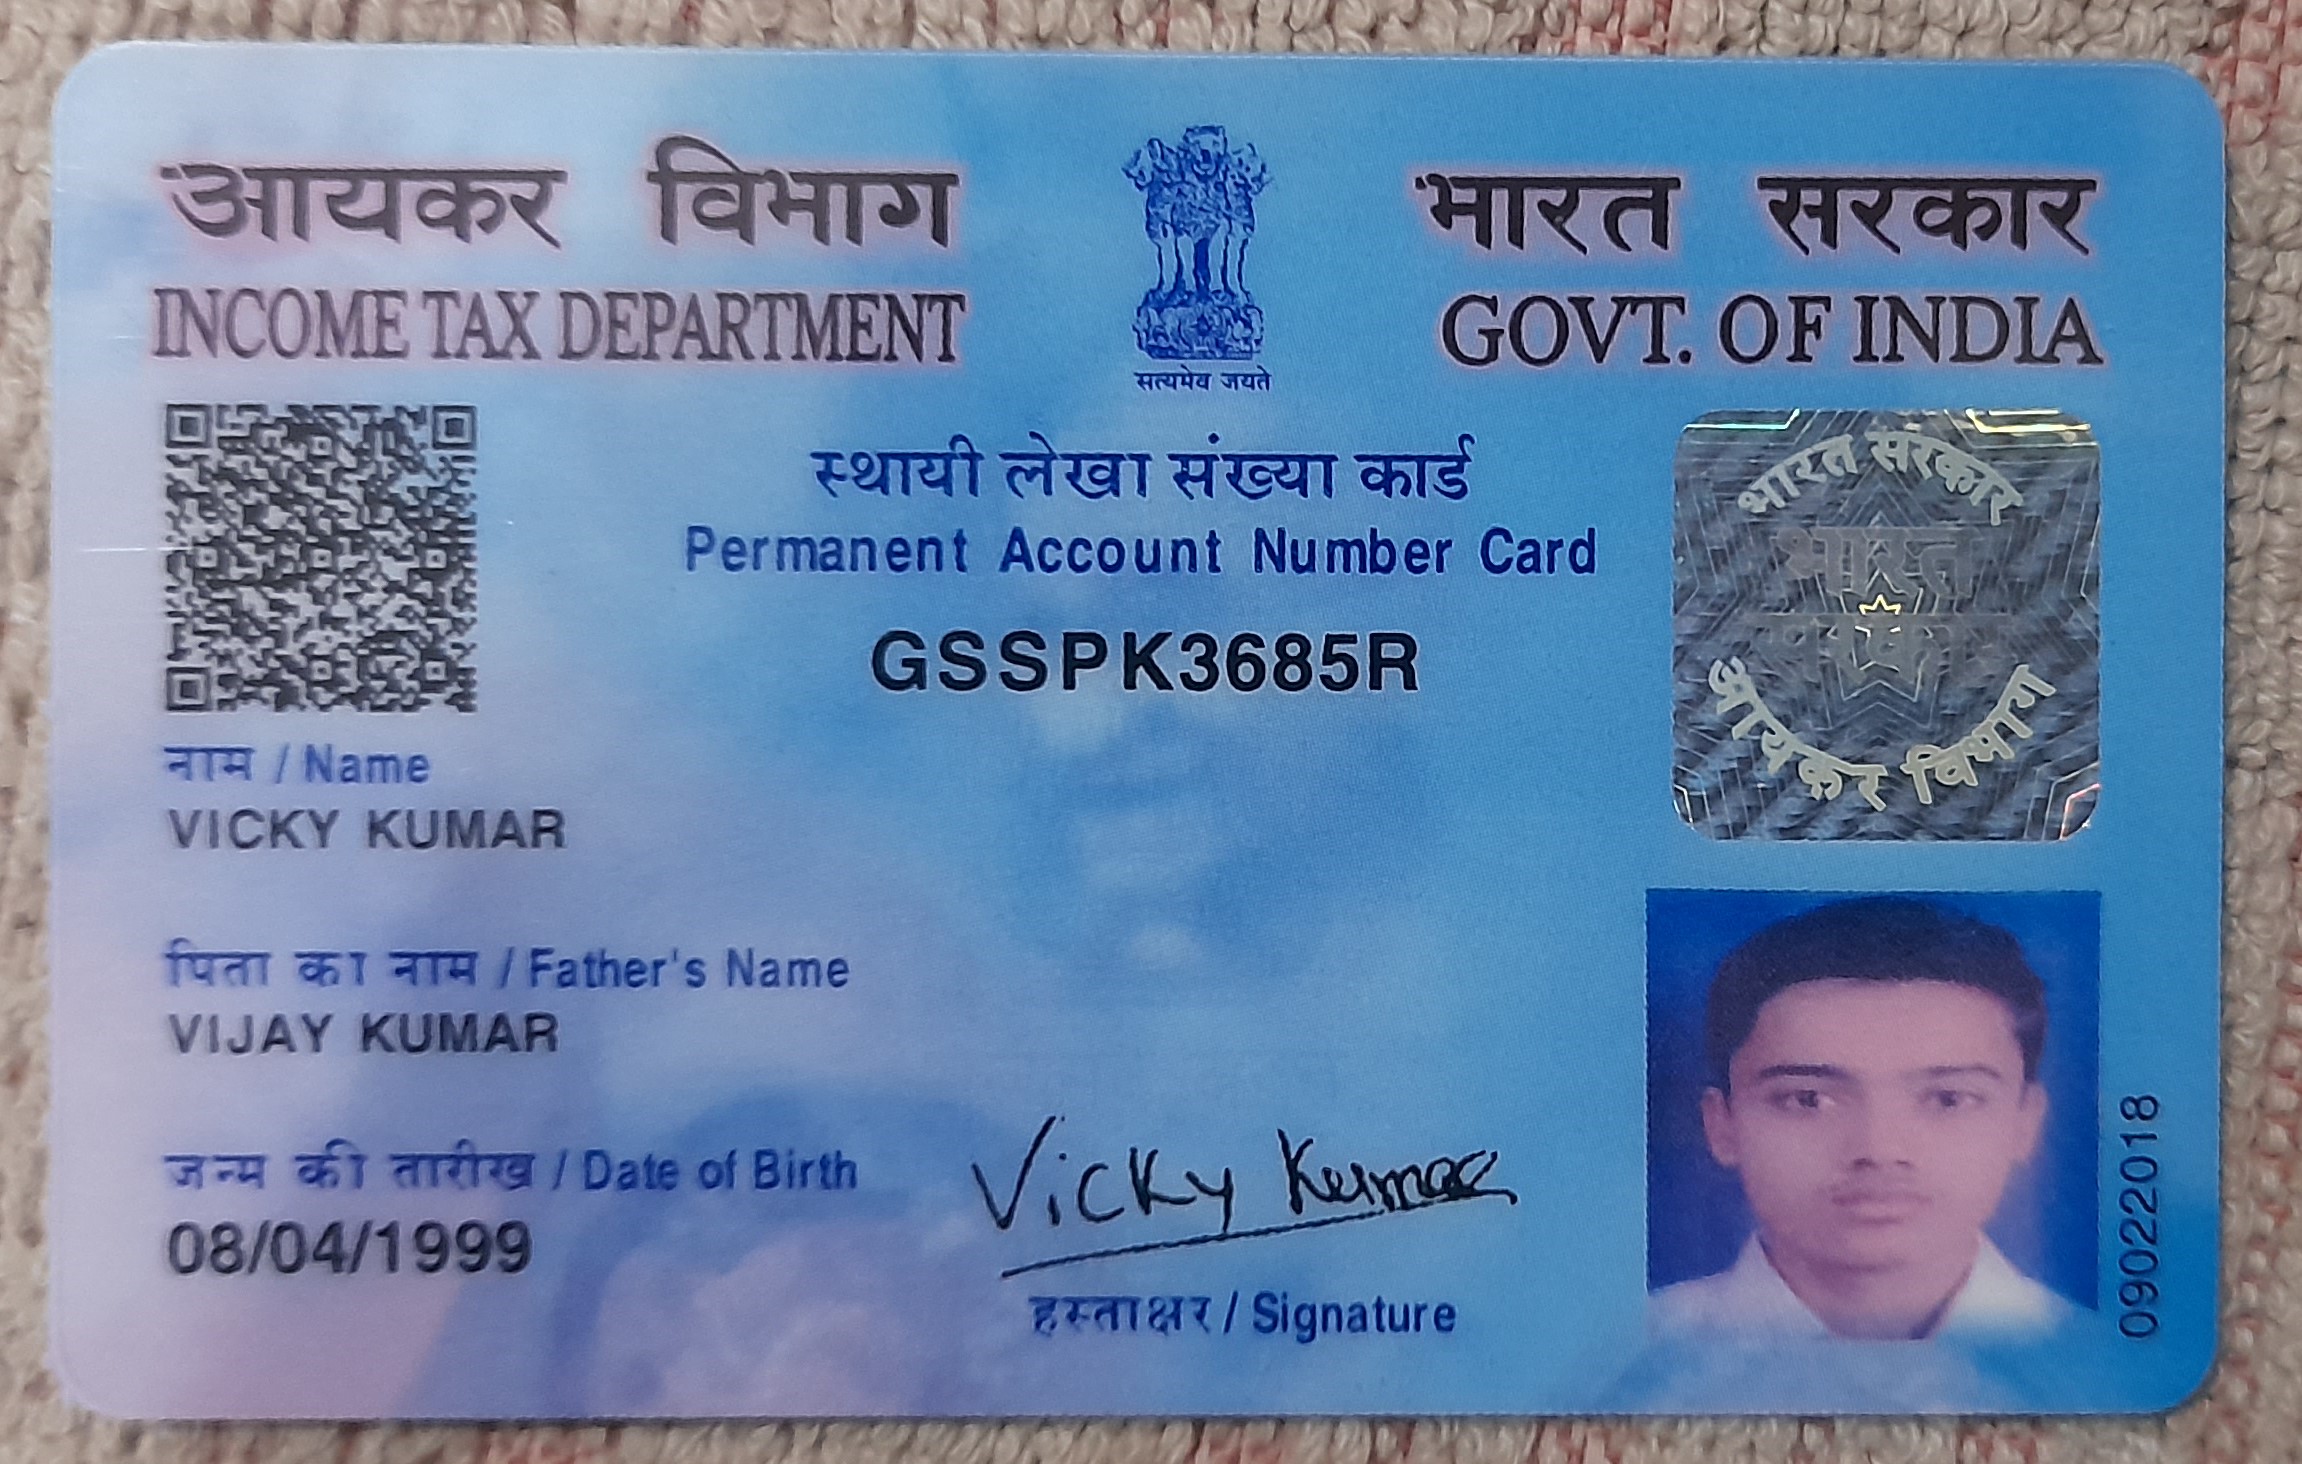 आयकर विभाग
INCOME TAX DEPARTMENT
सत्यमेव जयते
भारत सरकार
GOVT. OF INDIA
स्थायी लेखा संख्या कार्ड
Permanent Account Number Card
GSSPK3685R
भारत सरकार
भारत
आयकर विभाग
नाम / Name
VICKY KUMAR
पिता का नाम / Father's Name
VIJAY KUMAR
जन्म की तारीख / Date of Birth
08/04/1999
Vicky Kumar
हस्ताक्षर / Signature
09022018